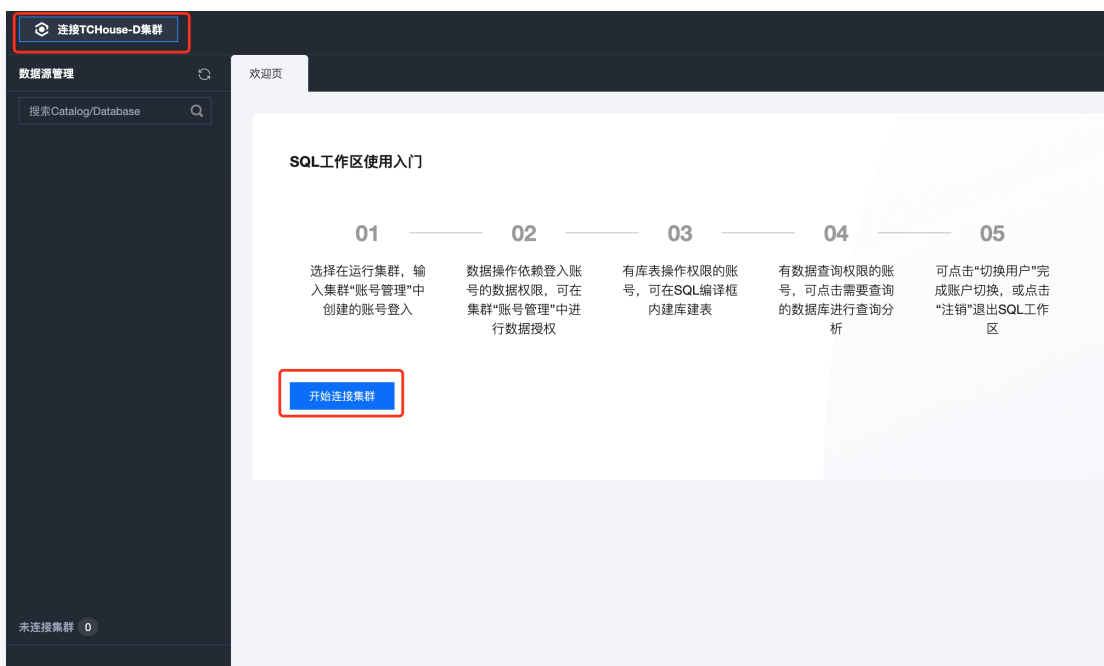 连接TCHouse-D集群
数据源管理
欢迎页
搜索Catalog/Database
SQL工作区使用入门
01
02
03
04
05
选择在运行集群，输
入集群“账号管理”中
创建的账号登入
数据操作依赖登入账
号的数据权限，可在
集群“账号管理”中进
行数据授权
有库表操作权限的账
号，可在SQL编译框
内建库建表
有数据查询权限的账
号，可点击需要查询
的数据库进行查询分
析
可点击“切换用户”完
成账户切换，或点击
“注销”退出SQL工作
区
开始连接集群
未连接集群 0